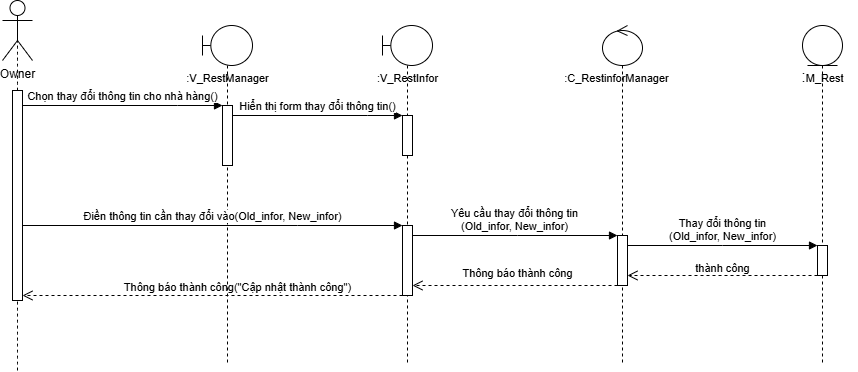 Owner
:V_RestManager
:V_RestInfor
:C_RestinforManager
:M_Rest
Chọn thay đổi thông tin cho nhà hàng()
Hiển thị form thay đổi thông tin()
Điền thông tin cần thay đổi vào(Old_infor, New_infor)
Yêu cầu thay đổi thông tin
(Old_infor, New_infor)
Thay đổi thông tin
(Old_infor, New_infor)
thành công
Thông báo thành công
Thông báo thành công("Cập nhật thành công")